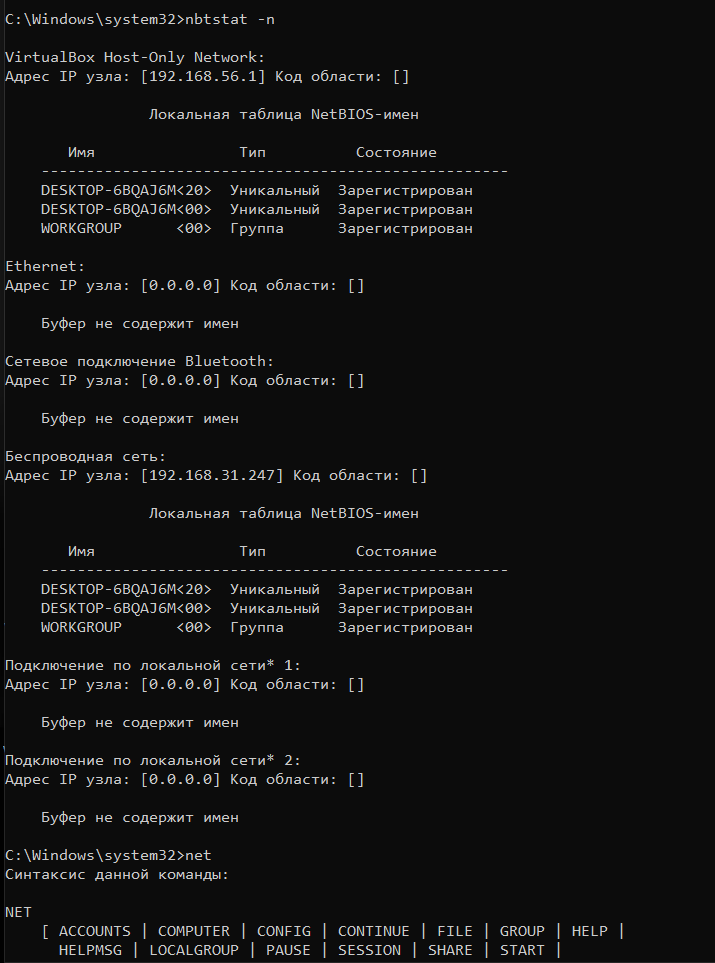 C:\Windows\system32>nbtstat -n
VirtualBox Host-Only Network:
Адрес IP узла: [192.168.56.1] Код области: []
Локальная таблица NetBIOS-имен
Имя Тип Состояние
----------------------------------------------------
DESKTOP-6BQAJ6M<20> Уникальный Зарегистрирован
DESKTOP-6BQAJ6M<00> Уникальный Зарегистрирован
WORKGROUP <00> Группа Зарегистрирован
Ethernet:
Адрес IP узла: [0.0.0.0] Код области: []
Буфер не содержит имен
Сетевое подключение Bluetooth:
Адрес IP узла: [0.0.0.0] Код области: []
Буфер не содержит имен
Беспроводная сеть:
Адрес IP узла: [192.168.31.247] Код области: []
Локальная таблица NetBIOS-имен
Имя Тип Состояние
----------------------------------------------------
DESKTOP-6BQAJ6M<20> Уникальный Зарегистрирован
DESKTOP-6BQAJ6M<00> Уникальный Зарегистрирован
WORKGROUP <00> Группа Зарегистрирован
Подключение по локальной сети* 1:
Адрес IP узла: [0.0.0.0] Код области: []
Буфер не содержит имен
Подключение по локальной сети* 2:
Адрес IP узла: [0.0.0.0] Код области: []
Буфер не содержит имен
C:\Windows\system32>net
Синтаксис данной команды:
NET
[ ACCOUNTS | COMPUTER | CONFIG | CONTINUE | FILE | GROUP | HELP |
HELPMSG | LOCALGROUP | PAUSE | SESSION | SHARE | START |